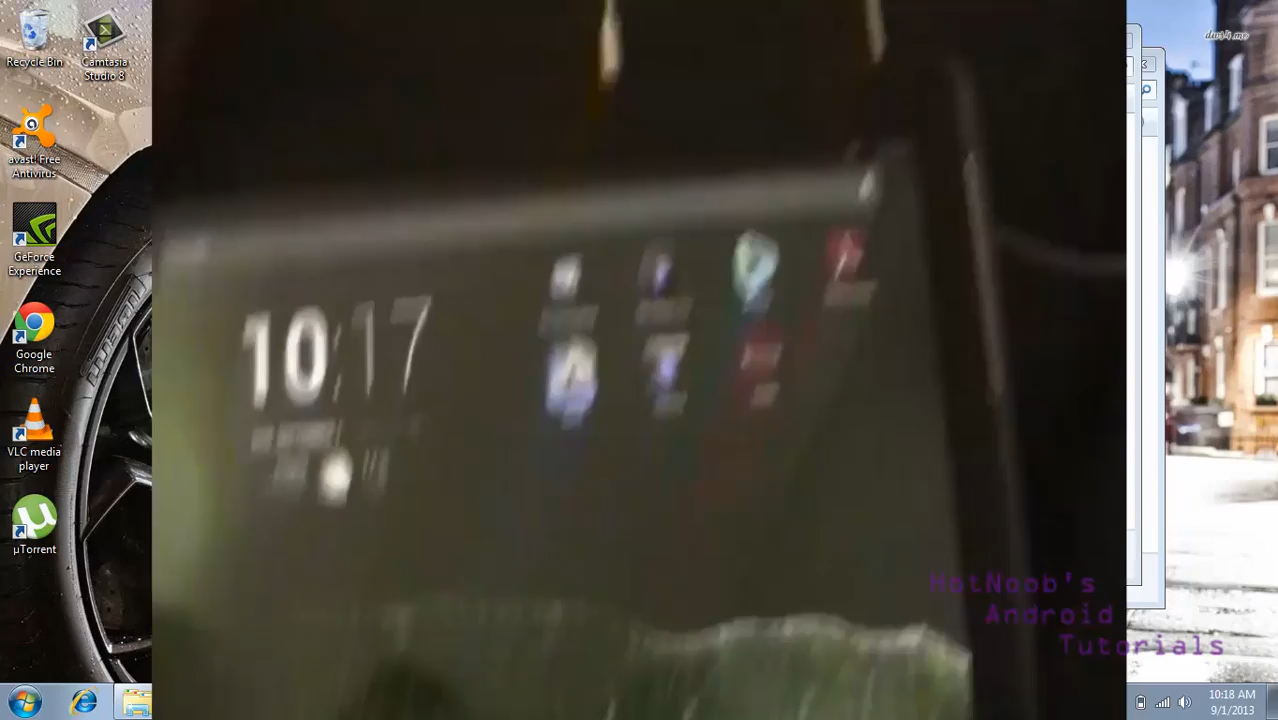 Recycle Bin
Camtasia
Studio 8
avast! Free
Antivirus
GeForce
Experience
Google
Chrome
VLC media
player
µTorrent
10:17
HotNoob's
Android
Tutorials
10:18 AM
9/1/2013